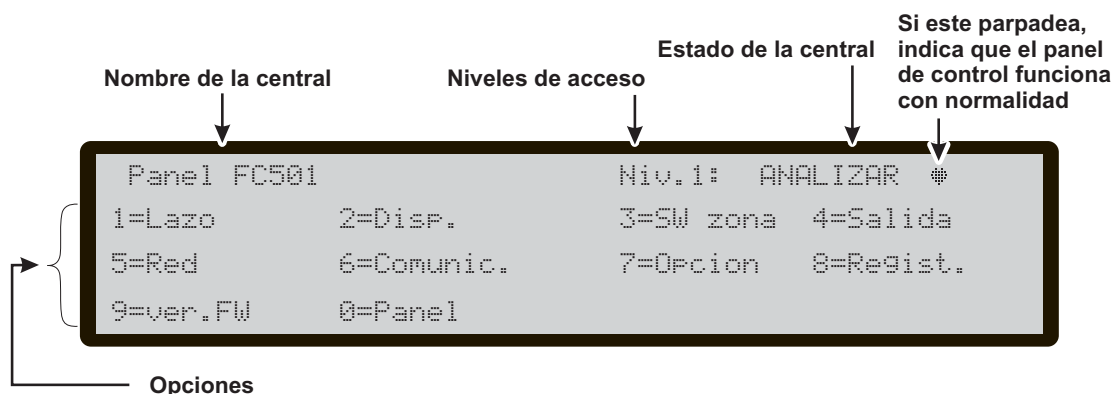 Si este parpadea,
indica que el panel
de control funciona
con normalidad
Estado de la central
Nombre de la central
Niveles de acceso
Panel FC501 Niv.1: ANALIZAR
1=Lazo 2=Disp. 3=SW zona 4=Salida
5=Red 6=Comunic. 7=Opcion 8=Regist.
9=ver.FW 0=Panel
Opciones